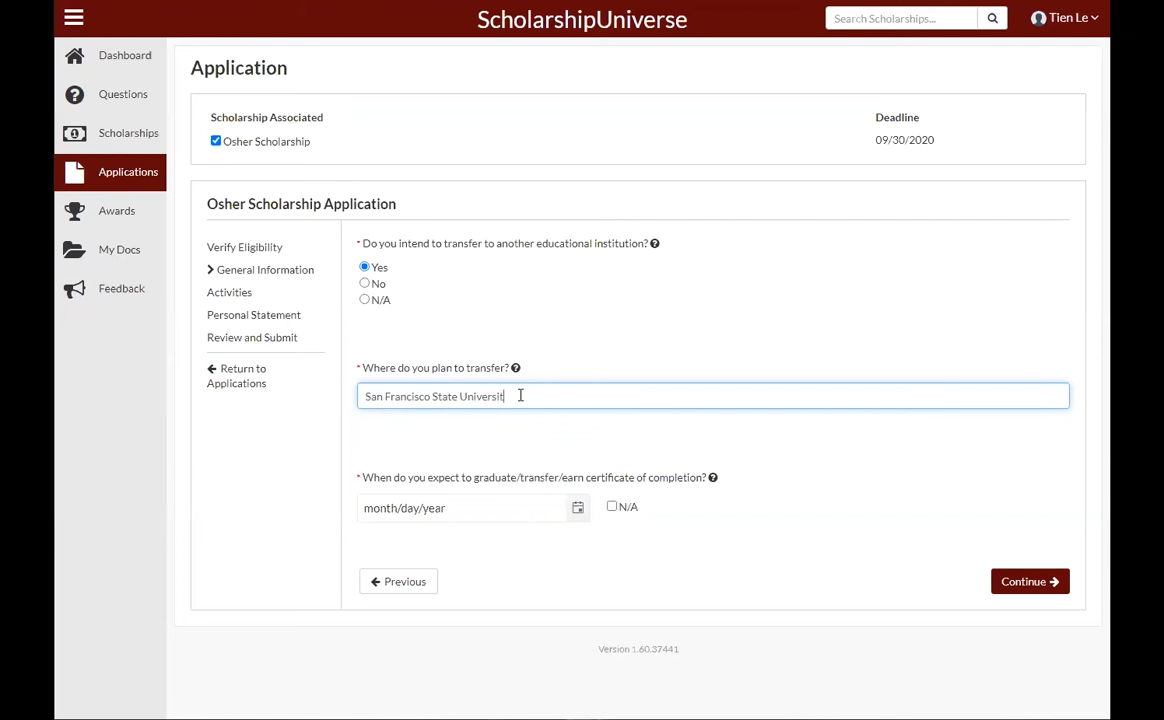 ScholarshipUniverse
Search Scholarships...
Tien Le
Dashboard
Questions
Scholarships
Applications
Awards
My Docs
Feedback
Application
Scholarship Associated
Deadline
Osher Scholarship
09/30/2020
Osher Scholarship Application
Verify Eligibility
General Information
Activities
Personal Statement
Review and Submit
Return to
Applications
* Do you intend to transfer to another educational institution?
Yes
No
N/A
* Where do you plan to transfer?
San Francisco State Universit
* When do you expect to graduate/transfer/earn certificate of completion?
month/day/year
N/A
Previous
Continue
Version 1.60.37441